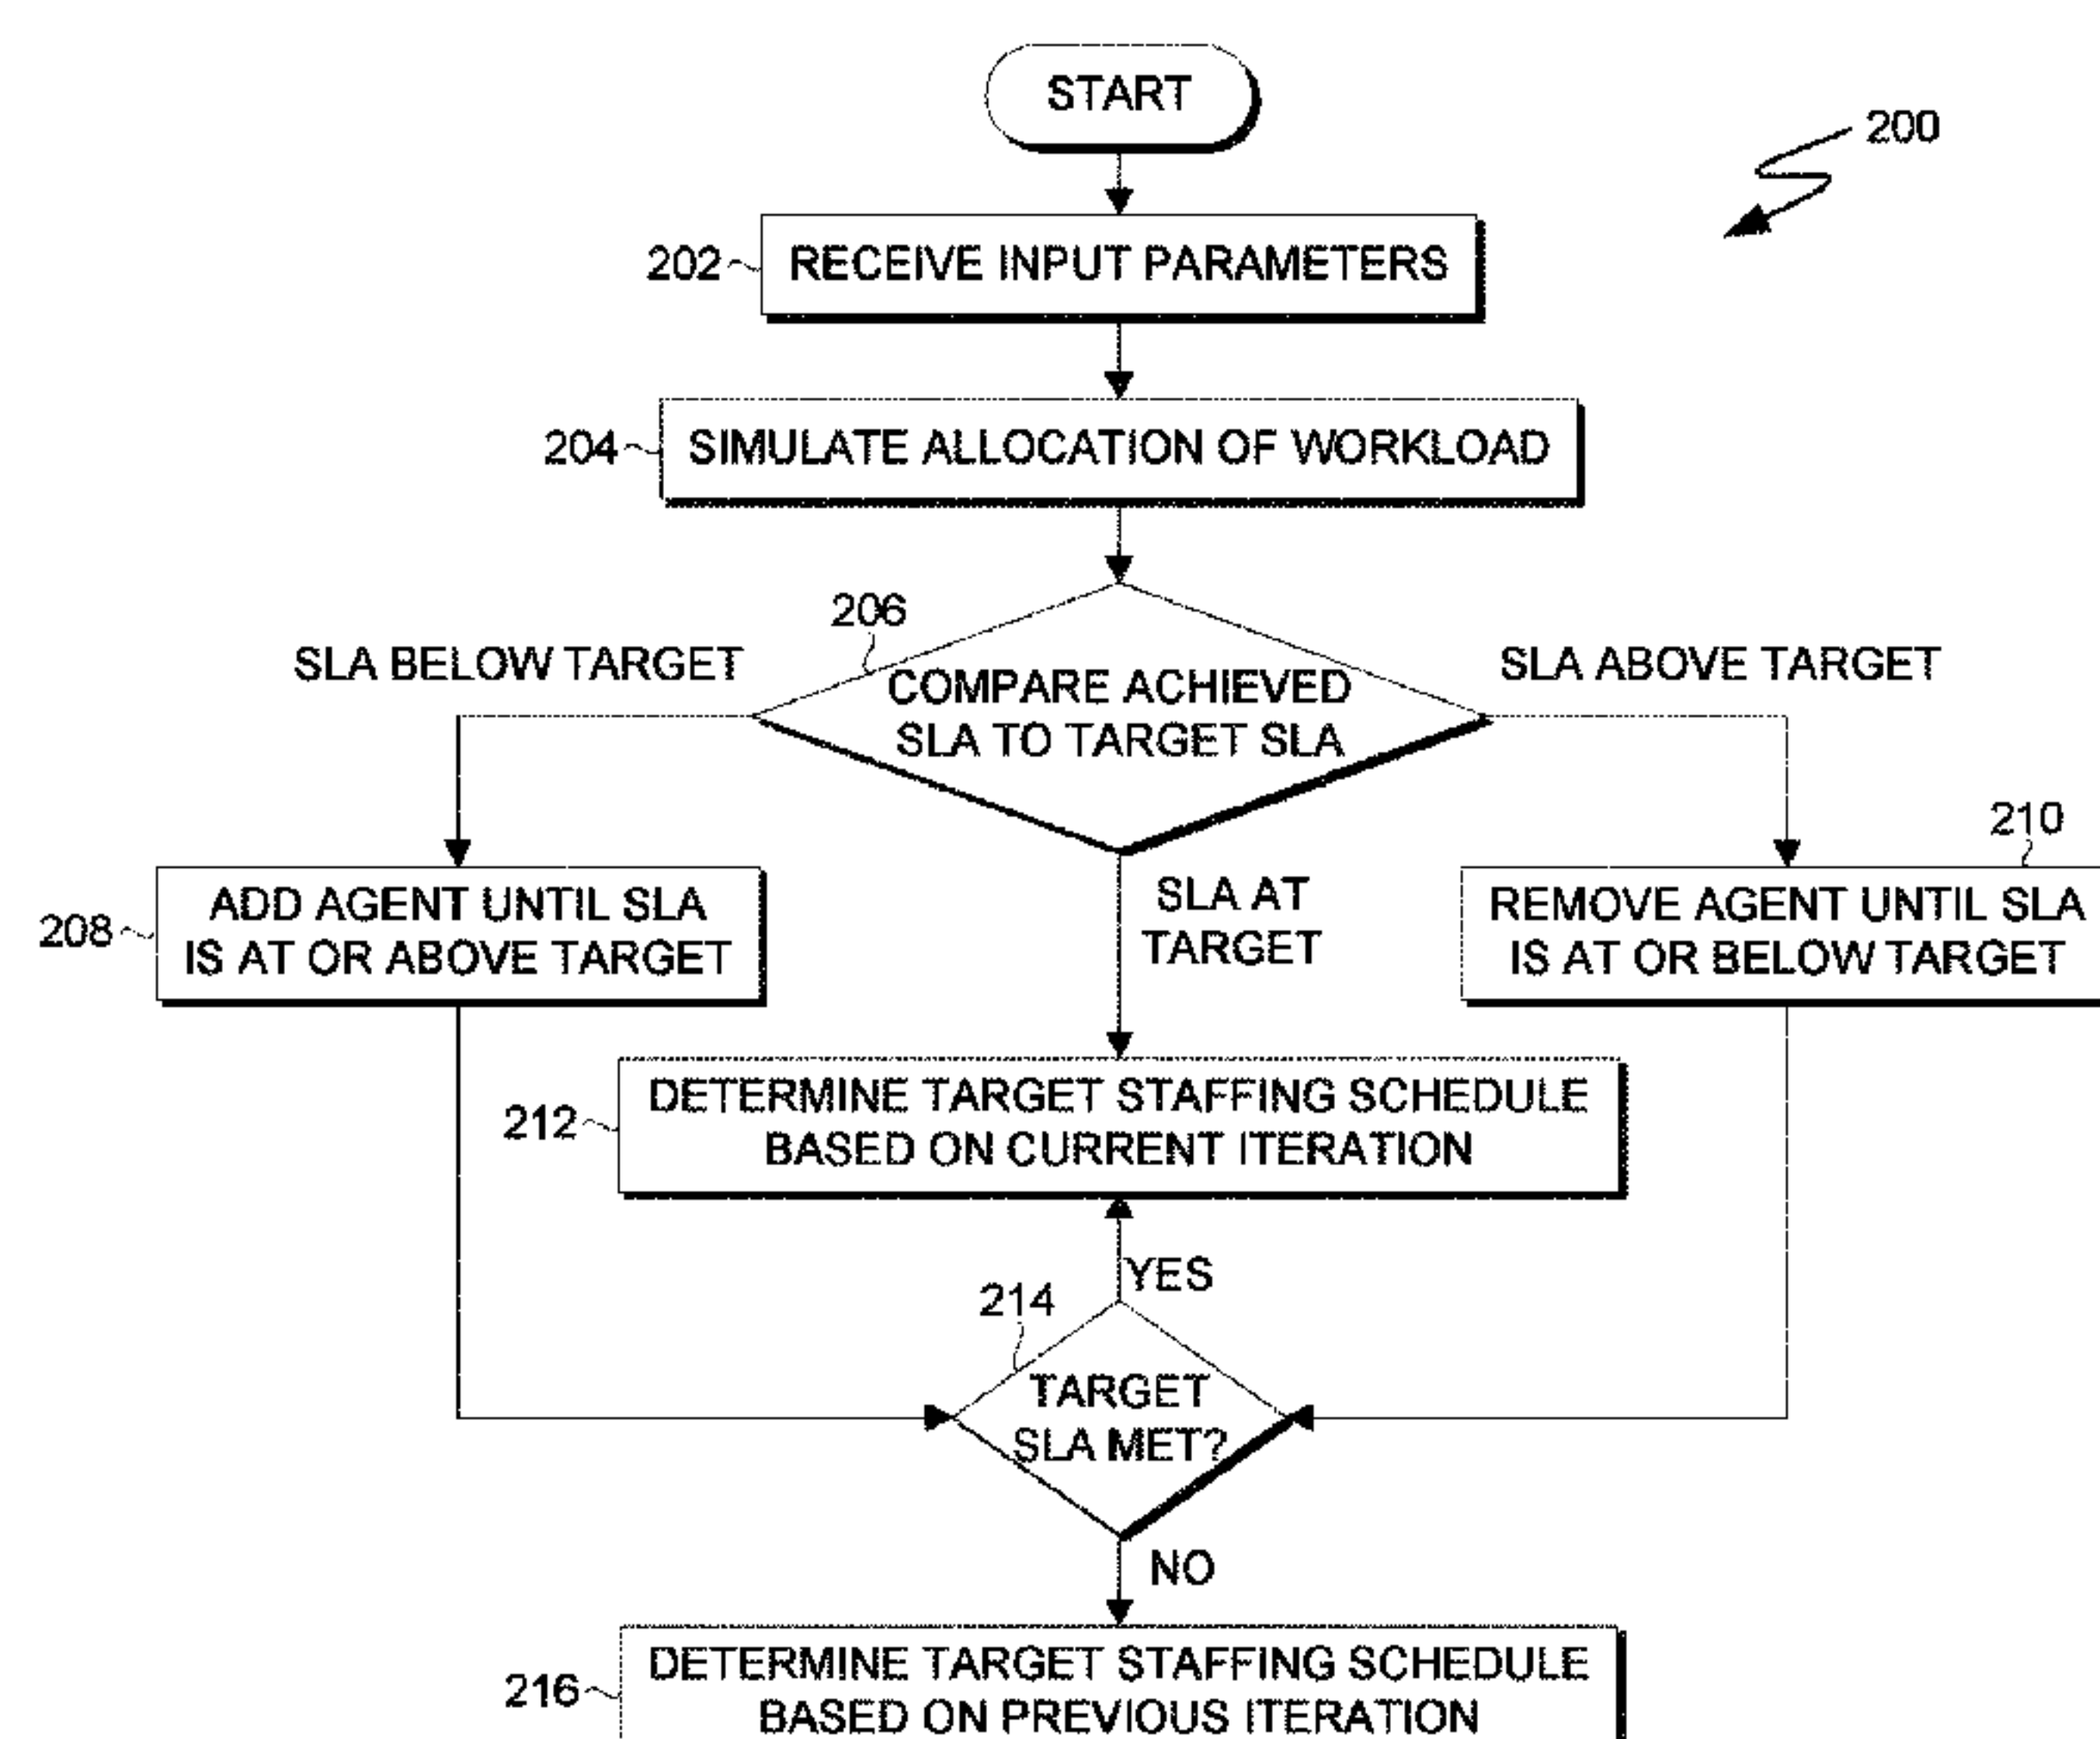 START
200
202
RECEIVE INPUT PARAMETERS
204
SIMULATE ALLOCATION OF WORKLOAD
206
SLA BELOW TARGET
SLA ABOVE TARGET
COMPARE ACHIEVED
SLA TO TARGET SLA
210
208
ADD AGENT UNTIL SLA
IS AT OR ABOVE TARGET
SLA AT
TARGET
REMOVE AGENT UNTIL SLA
IS AT OR BELOW TARGET
212
DETERMINE TARGET STAFFING SCHEDULE
BASED ON CURRENT ITERATION
YES
214
TARGET
SLA MET?
NO
216
DETERMINE TARGET STAFFING SCHEDULE
BASED ON PREVIOUS ITERATION